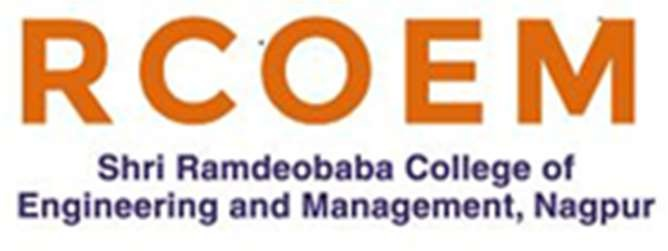 RCOEM
Shri Ramdeobaba College of
Engineering and Management, Nagpur